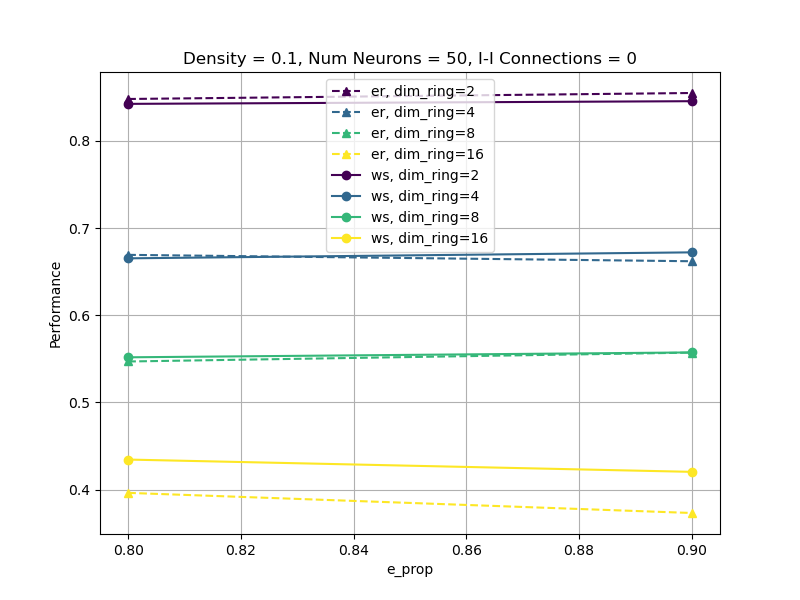 Density = 0.1, Num Neurons = 50, I-I Connections = 0
er, dim_ring=2
er, dim_ring=4
er, dim_ring=8
er, dim_ring=16
ws, dim_ring=2
ws, dim_ring=4
ws, dim_ring=8
ws, dim_ring=16
Performance
0.8
0.7
0.6
0.5
0.4
0.80
0.82
0.84
0.86
0.88
0.90
e_prop